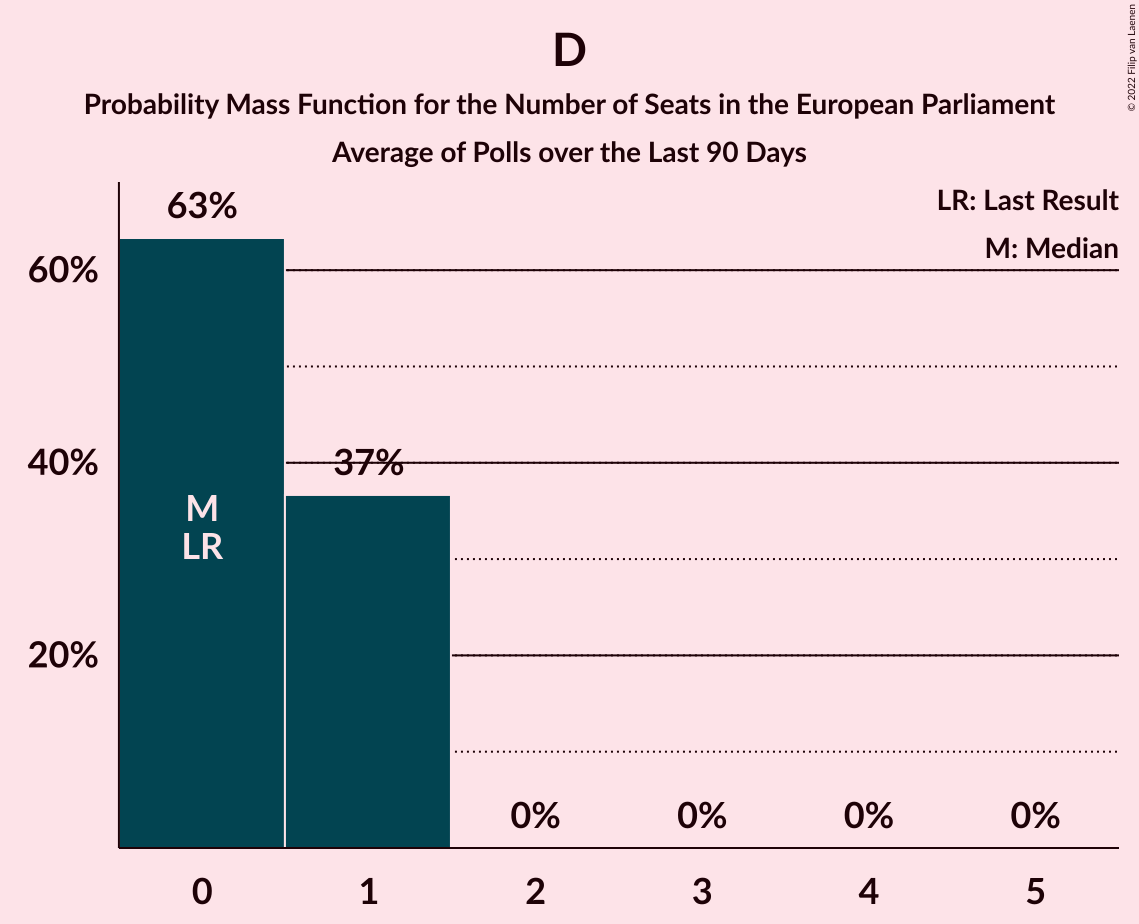 D
Probability Mass Function for the Number of Seats in the European Parliament
Average of Polls over the Last 90 Days
© 2022 Filip van Laenen
LR: Last Result
M: Median
63%
60%
40%
37%
M
LR
20%
0% 0% 0% 0%
0 1 2 3 4 5